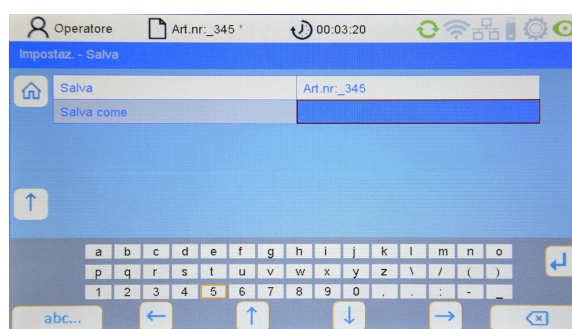 Operatore Art.nr:_345 * 00:03:20
Impostaz. - Salva
Salva Art.nr:_345
Salva come
a b c d e f g h i j k l m n o
p q r s t u v w x y z \ / ( )
1 2 3 4 5 6 7 8 9 0 , . : - _
abc...